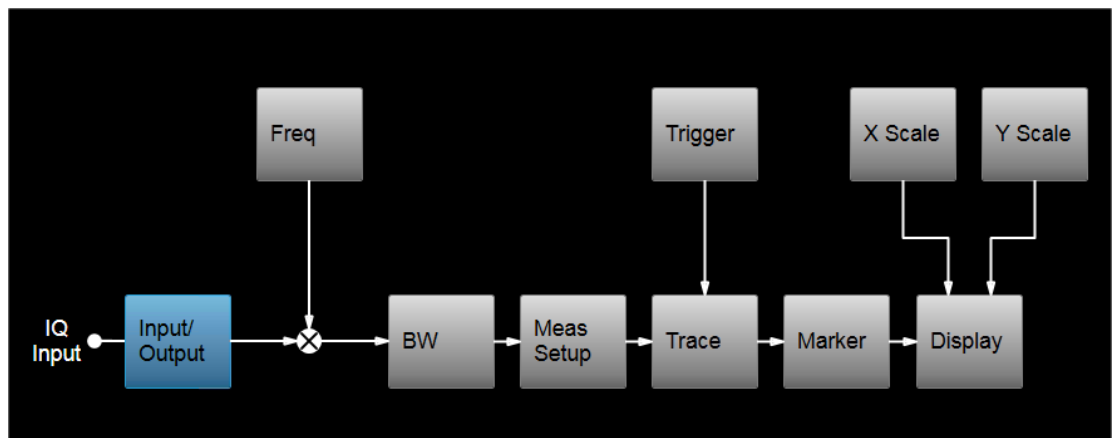 Freq
Trigger
X Scale
Y Scale
IQ
Input
Input/
Output
BW
Meas
Setup
Trace
Marker
Display